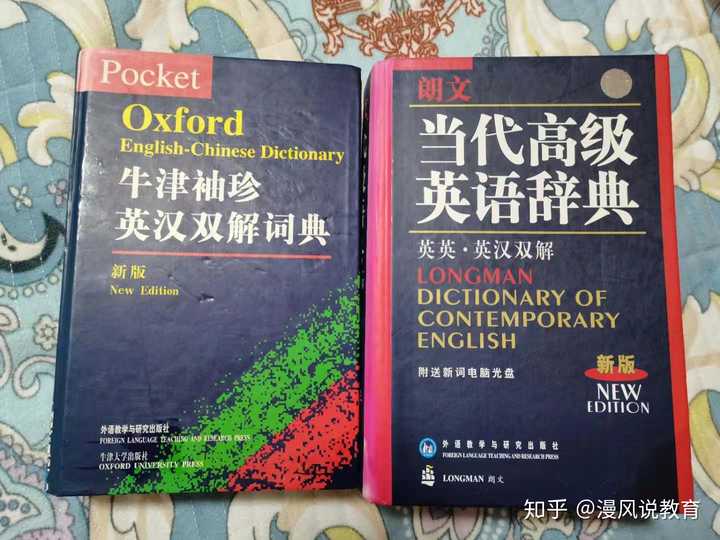 Pocket
Oxford
English-Chinese Dictionary
牛津袖珍
英汉双解词典
新版
New Edition
外语教学与研究出版社
FOREIGN LANGUAGE TEACHING AND RESEARCH PRESS
牛津大学出版社
OXFORD UNIVERSITY PRESS
朗文
当代高级
英语辞典
英英·英汉双解
LONGMAN
DICTIONARY OF
CONTEMPORARY
ENGLISH
附送新词电脑光盘
新版
NEW
EDITION
外语教学与研究出版社
FOREIGN LANGUAGE TEACHING AND RESEARCH PRESS
LONGMAN 朗文
知乎 @漫风说教育